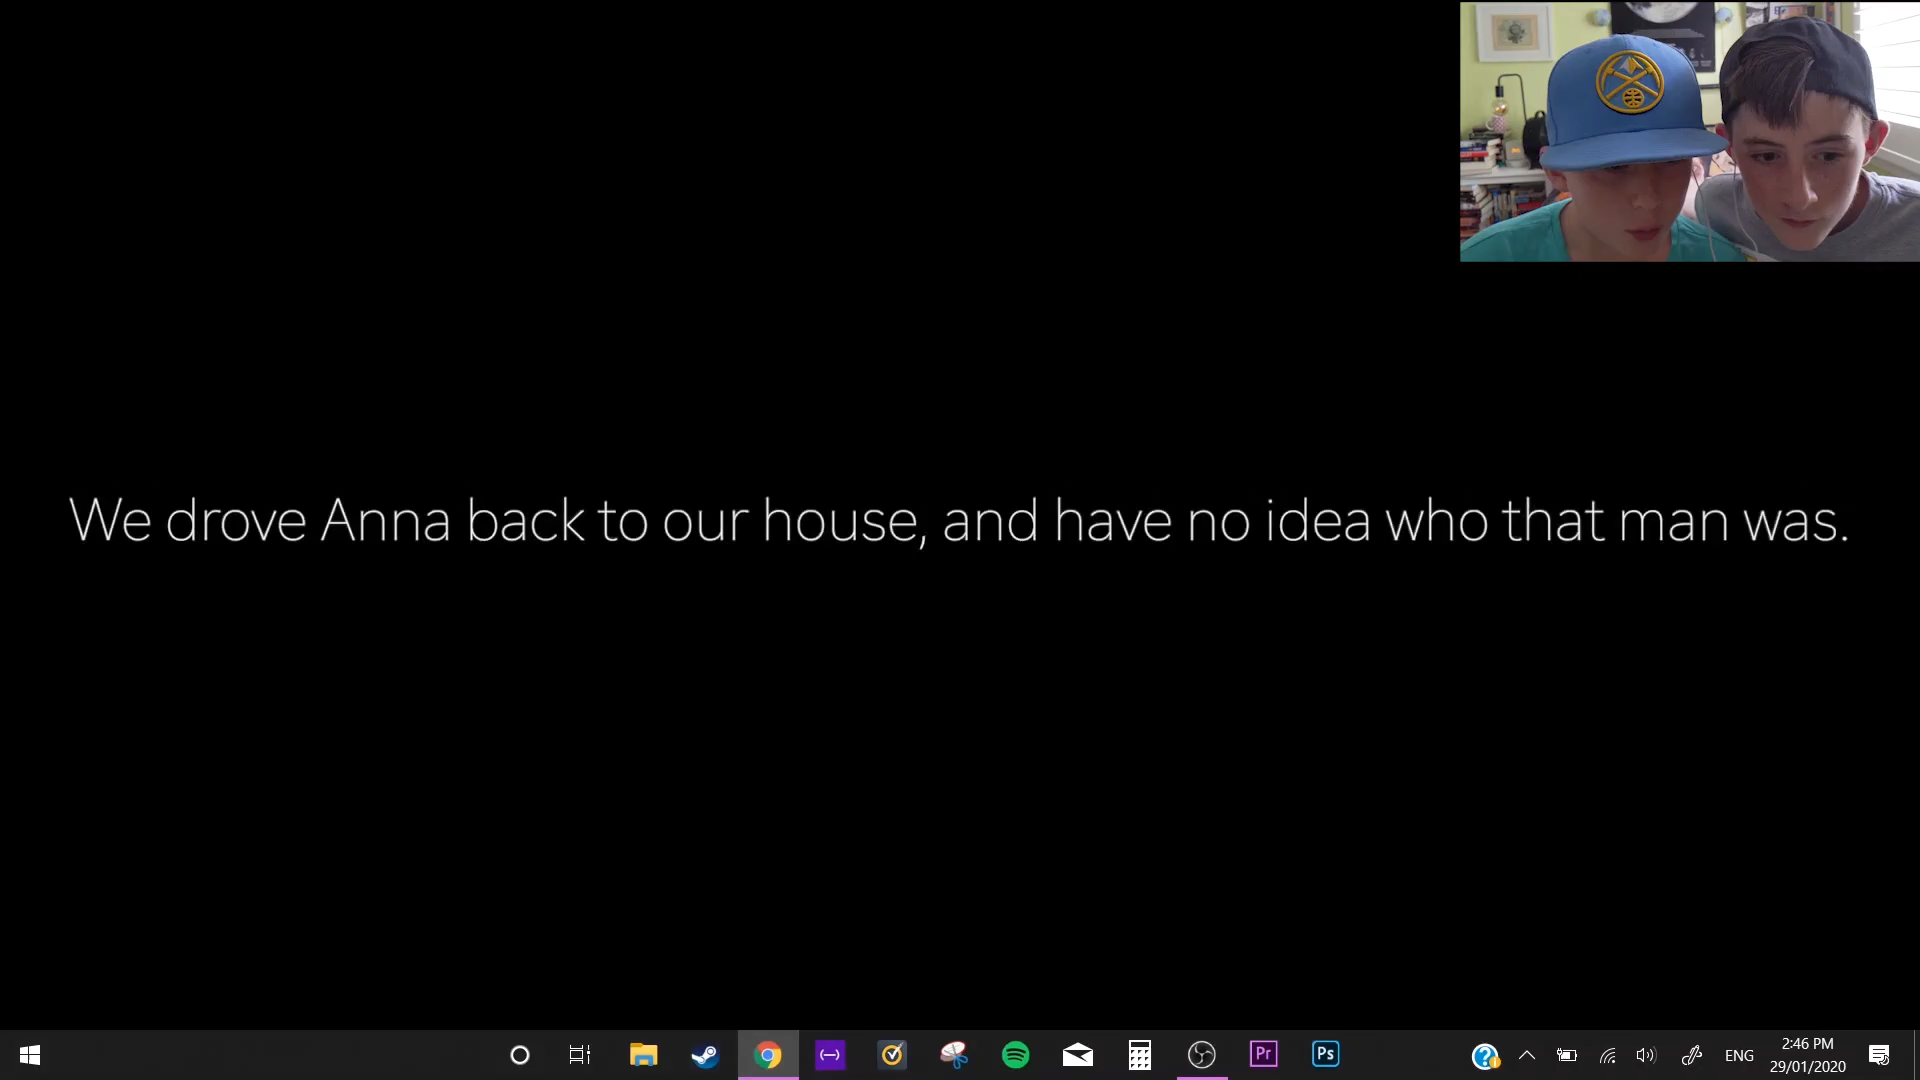 We drove Anna back to our house, and have no idea who that man was.
Pr
Ps
ENG
2:46 PM
29/01/2020